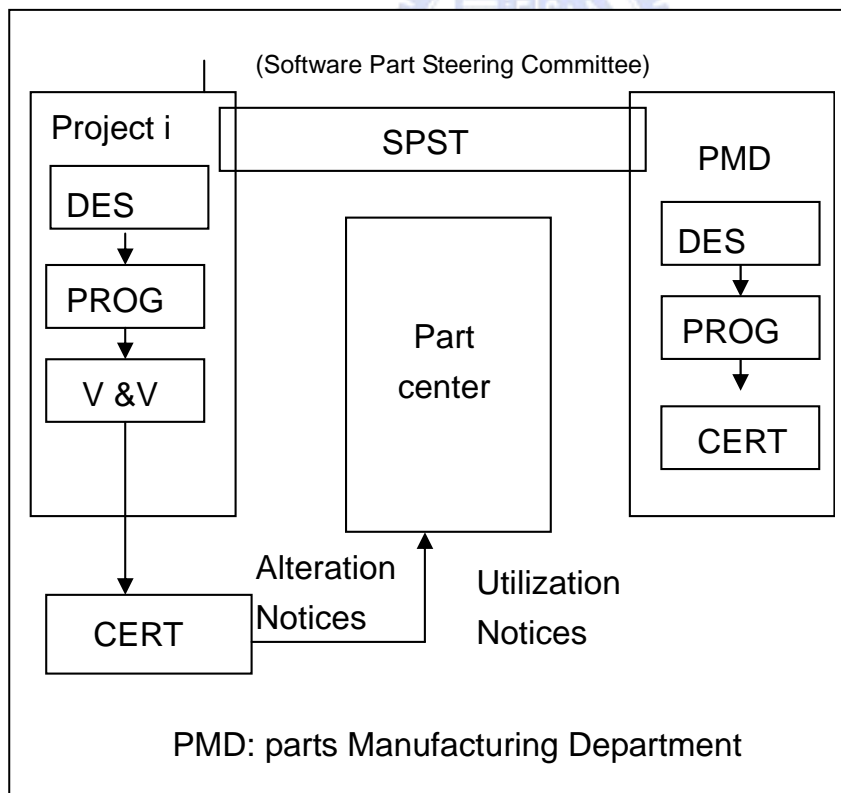 (Software Part Steering Committee)
Project i
SPST
PMD
DES
PROG
V &V
CERT
Part
center
DES
PROG
CERT
Alteration
Notices
Utilization
Notices
PMD: parts Manufacturing Department